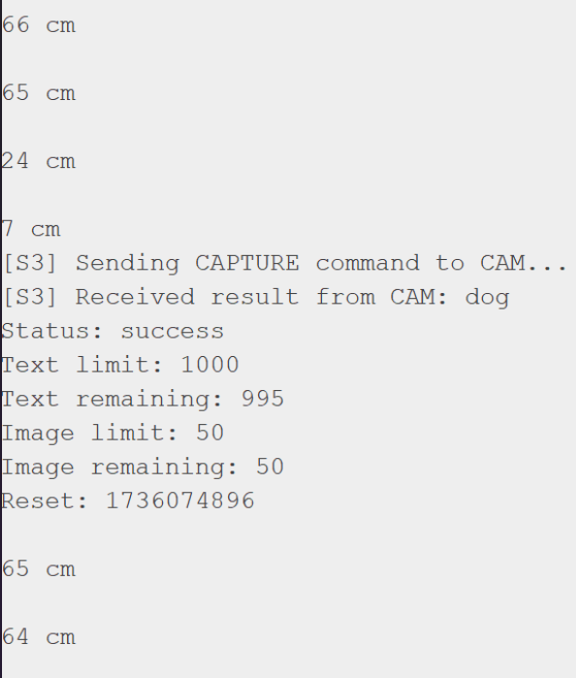 66 cm
65 cm
24 cm
7 cm
[S3] Sending CAPTURE command to CAM...
[S3] Received result from CAM: dog
Status: success
Text limit: 1000
Text remaining: 995
Image limit: 50
Image remaining: 50
Reset: 1736074896
65 cm
64 cm